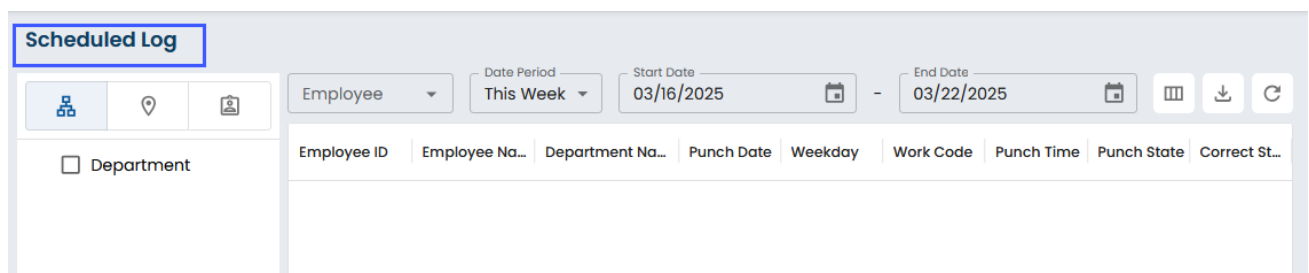 Scheduled Log
Employee
Date Period
This Week
Start Date
03/16/2025
-
End Date
03/22/2025
Department
Employee ID Employee Na... Department Na... Punch Date Weekday Work Code Punch Time Punch State Correct St...